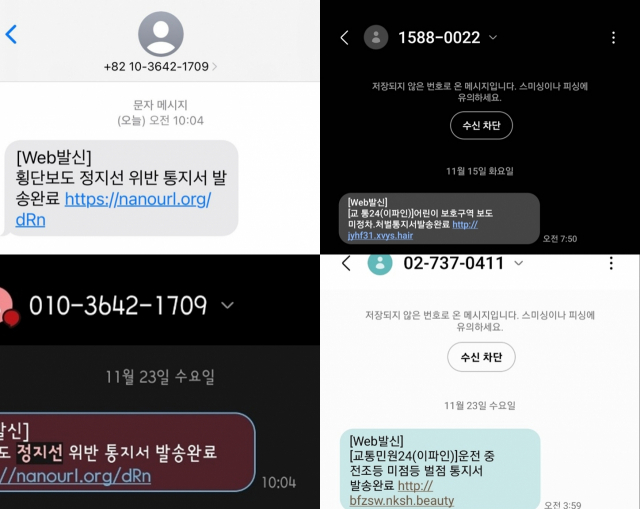 +82 10-3642-1709
문자 메시지
(오늘) 오전 10:04
[Web발신]
횡단보도 정지선 위반 통지서 발
송완료 https://nanourl.org/
dRn
1588-0022
저장되지 않은 번호로 온 메시지입니다. 스미싱이나 피싱에
유의하세요.
수신 차단
11월 15일 화요일
[Web발신]
[교 통24(이파인)]어린이 보호구역 보도
미정차.처벌통지서발송완료 http://
jyhf31.xvys.hair
오전 7:50
010-3642-1709
11월 23일 수요일
발신]
도 정지선 위반 통지서 발송완료
//nanourl.org/dRn
10:04
02-737-0411
저장되지 않은 번호로 온 메시지입니다. 스미싱이나 피싱에
유의하세요.
수신 차단
11월 23일 수요일
[Web발신]
[교통민원24(이파인)]운전 중
전조등 미점등 벌점 통지서
발송완료 http://
bfzsw.nksh.beauty
오전 3:59